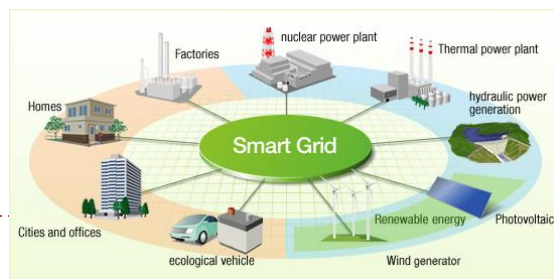 nuclear power plant
Factories
Thermal power plant
Homes
hydraulic power
generation
Smart Grid
Renewable energy
Photovoltaic
Cities and offices
ecological vehicle
Wind generator